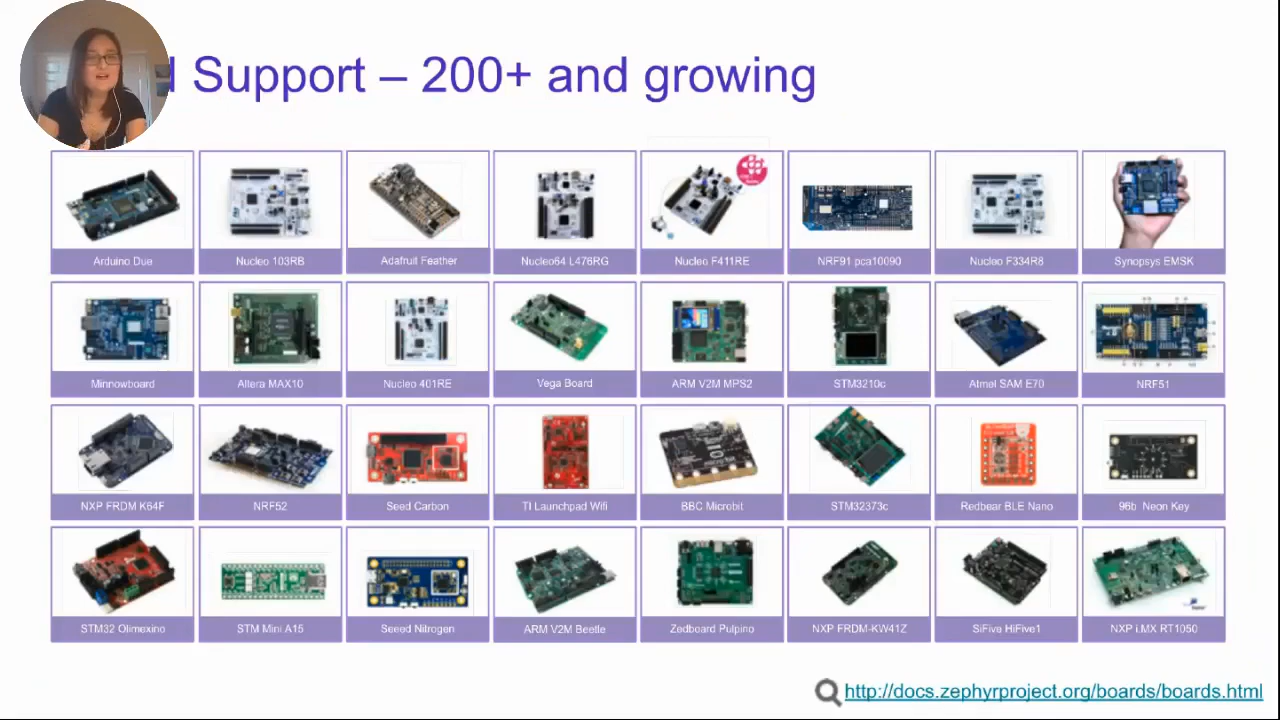 Support – 200+ and growing
Arduino Due
Nucleo 103RB
Adafruit Feather
Nucleo64 L476RG
Nucleo F411RE
NRF91 pca10090
Nucleo F334R8
Synopsys EMSK
Minnowboard
Altera MAX10
Nucleo 401RE
Vega Board
ARM V2M MPS2
STM3210c
Atmel SAM E70
NRF51
NXP FRDM K64F
NRF52
Seed Carbon
TI Launchpad Wifi
BBC Microbit
STM32373c
Redbear BLE Nano
96b Neon Key
STM32 Olimexino
STM Mini A15
Seeed Nitrogen
ARM V2M Beetle
Zedboard Pulpino
NXP FRDM-KW41Z
SiFive HiFive1
NXP i.MX RT1050
http://docs.zephyrproject.org/boards/boards.html